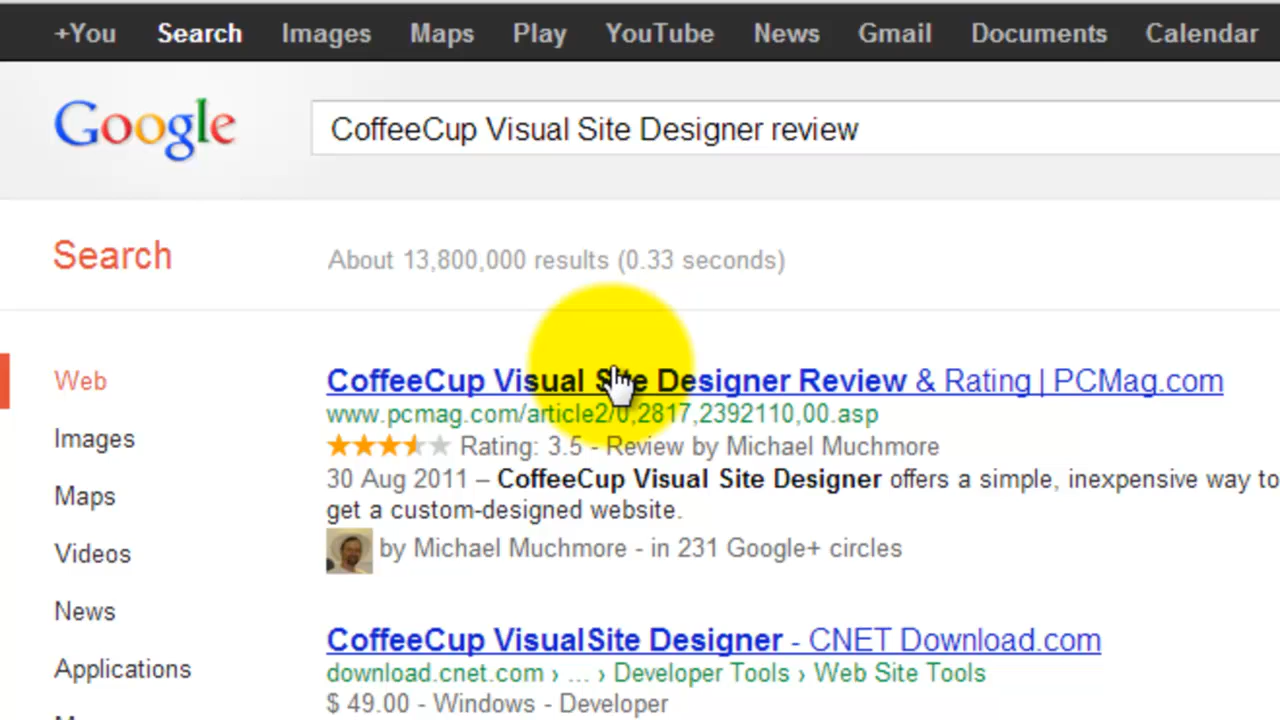 +You Search Images Maps Play YouTube News Gmail Documents Calendar
Google
CoffeeCup Visual Site Designer review
Search
About 13,800,000 results (0.33 seconds)
Web
Images
Maps
Videos
News
Applications
CoffeeCup Visual Site Designer Review & Rating | PCMag.com
www.pcmag.com/article2/0,2817,2392110,00.asp
Rating: 3.5 - Review by Michael Muchmore
30 Aug 2011 – CoffeeCup Visual Site Designer offers a simple, inexpensive way to
get a custom-designed website.
by Michael Muchmore - in 231 Google+ circles
CoffeeCup VisualSite Designer - CNET Download.com
download.cnet.com › ... › Developer Tools › Web Site Tools
$ 49.00 - Windows - Developer